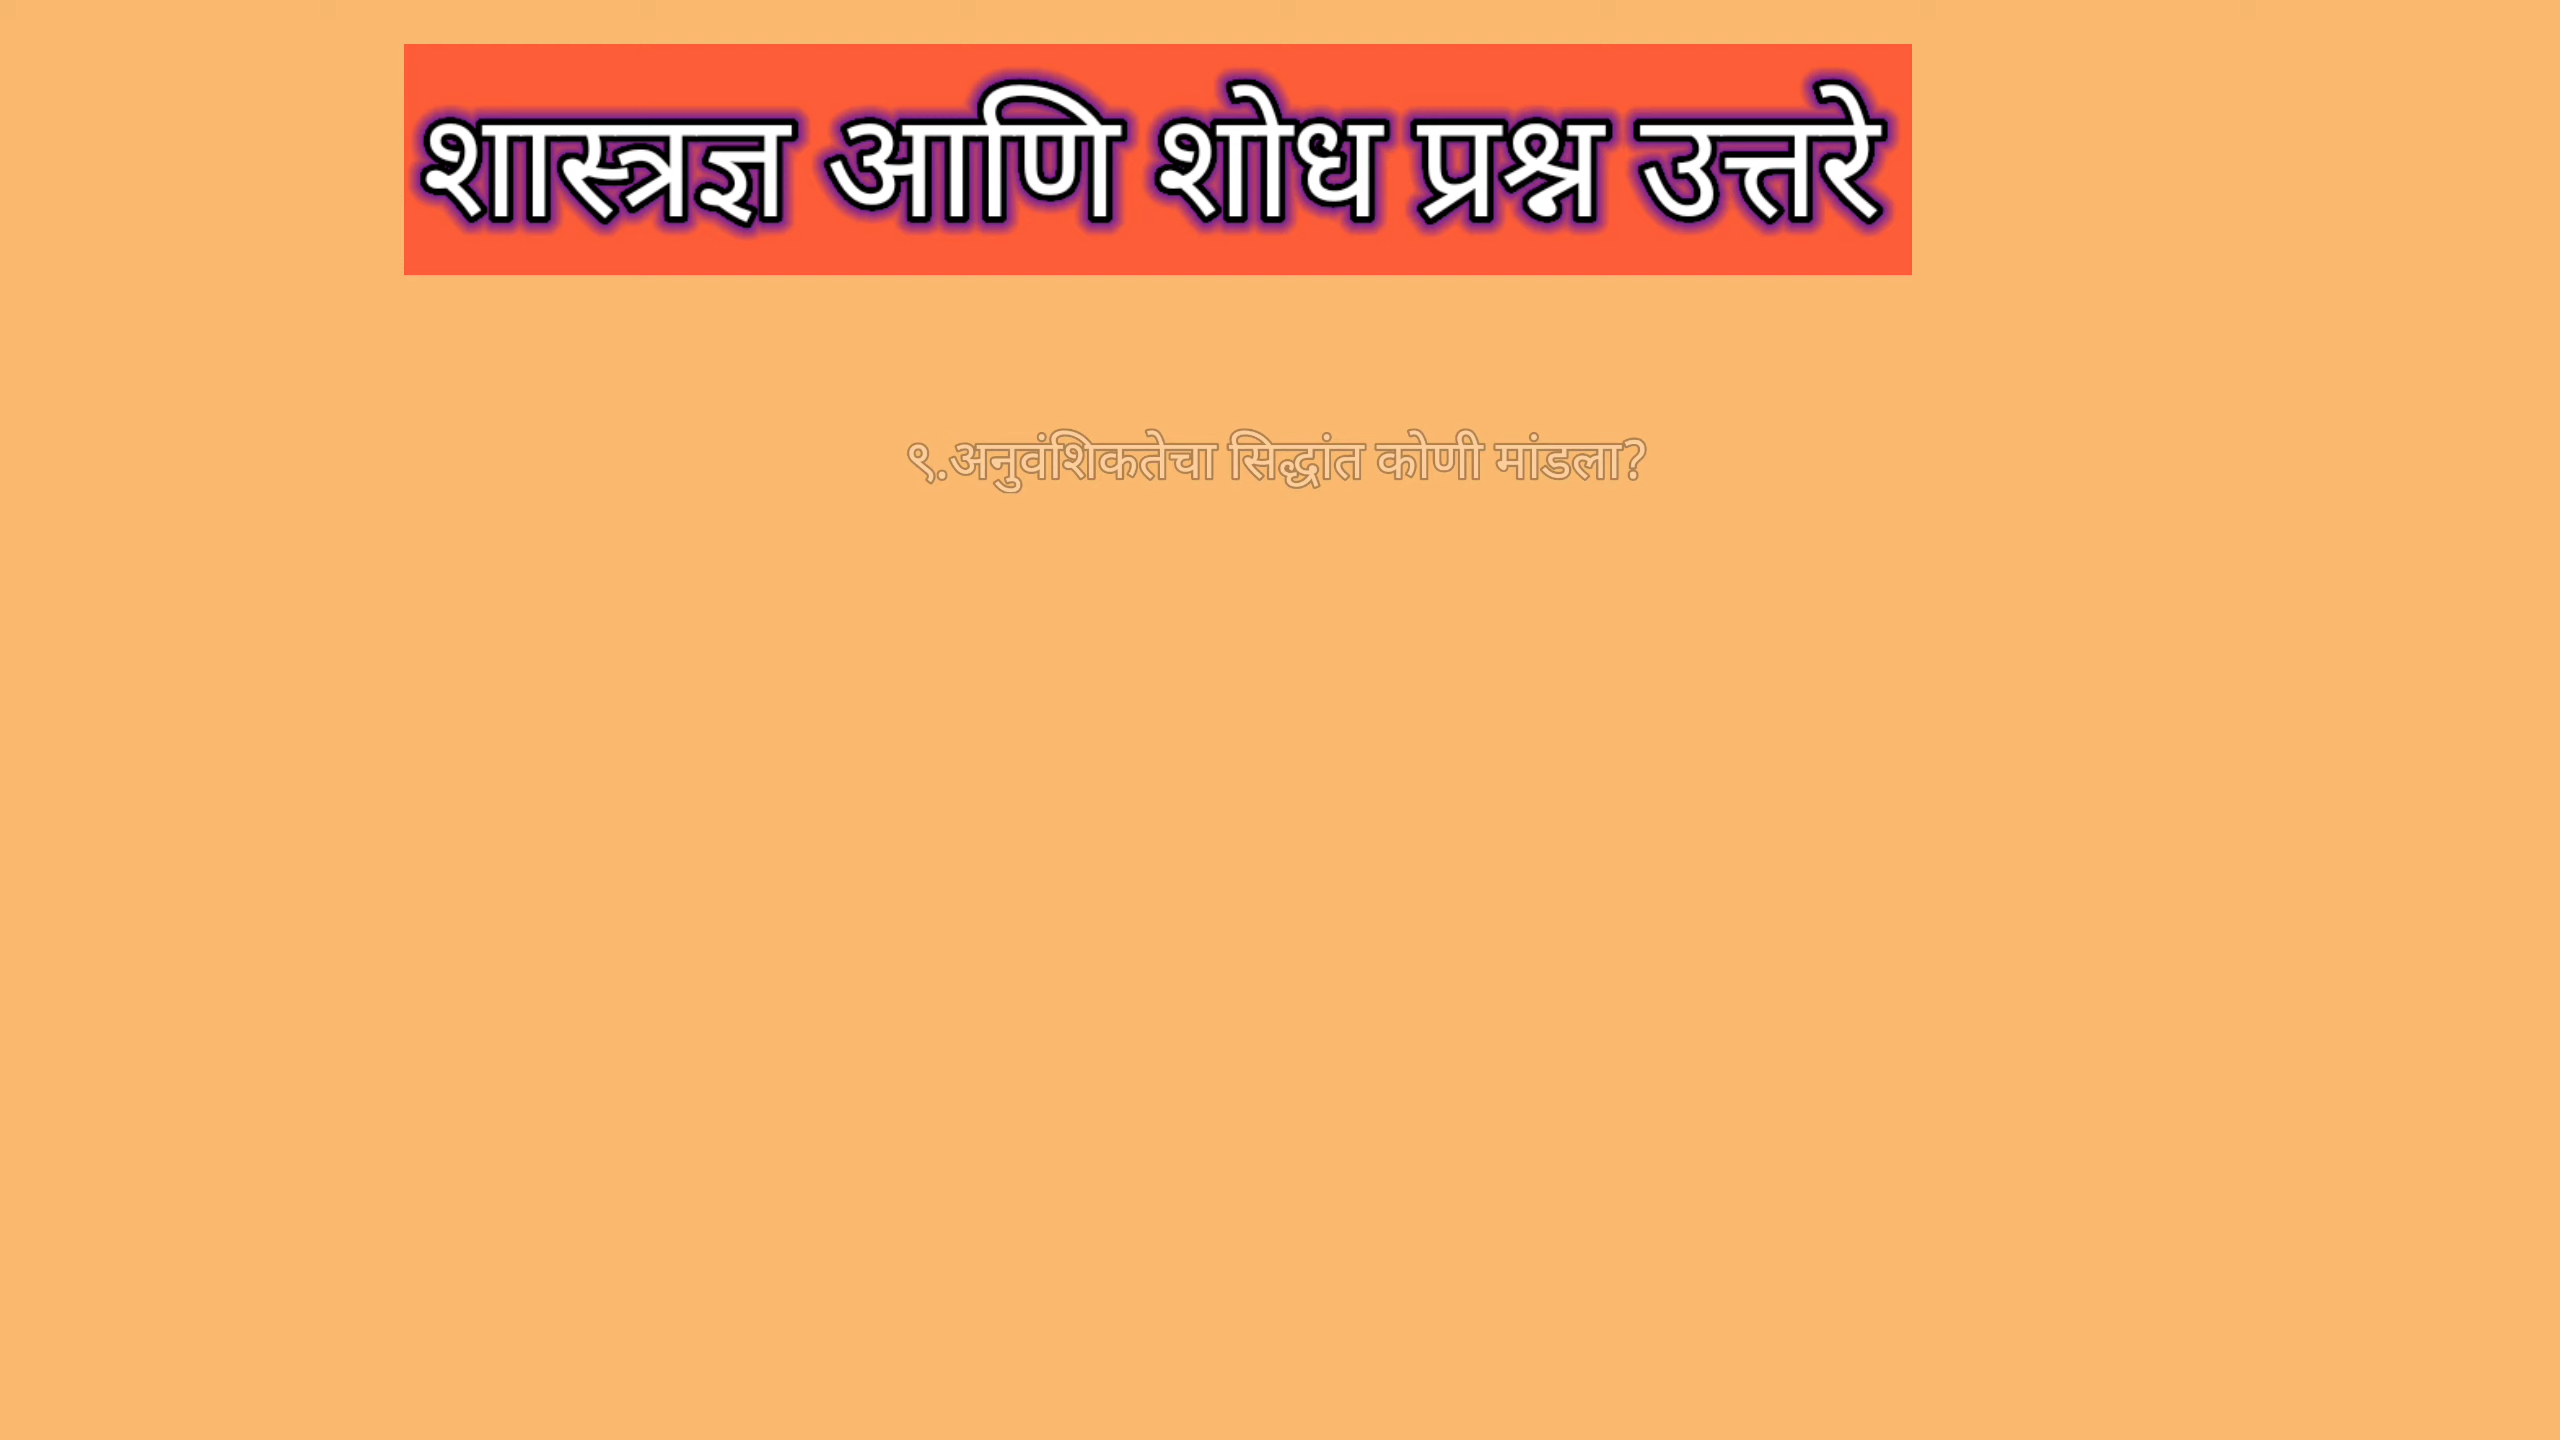 शास्त्रज्ञ आणि शोध प्रश्न उत्तरे
९.अनुवंशिकतेचा सिद्धांत कोणी मांडला?